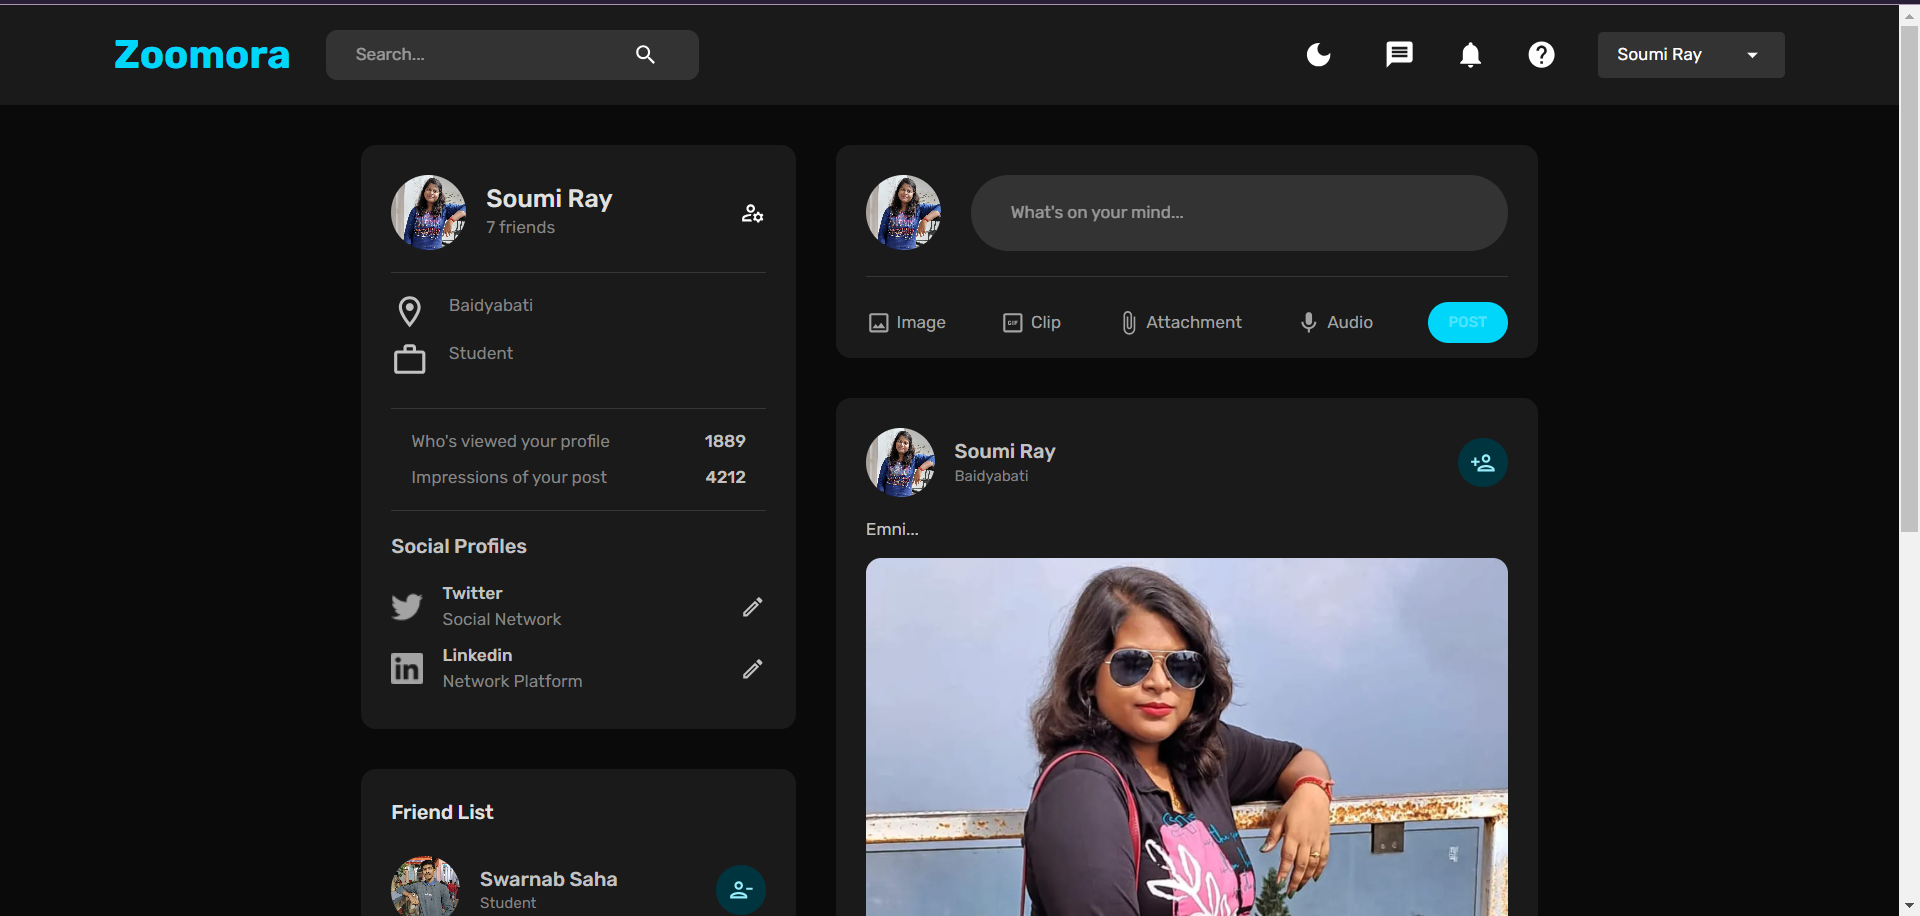 Zoomora
Search...
Soumi Ray
Soumi Ray
7 friends
Baidyabati
Student
Who's viewed your profile 1889
Impressions of your post 4212
Social Profiles
Twitter
Social Network
Linkedin
Network Platform
Friend List
Swarnab Saha
Student
What's on your mind...
Image
GIF
Clip
Attachment
Audio
POST
Soumi Ray
Baidyabati
Emni...